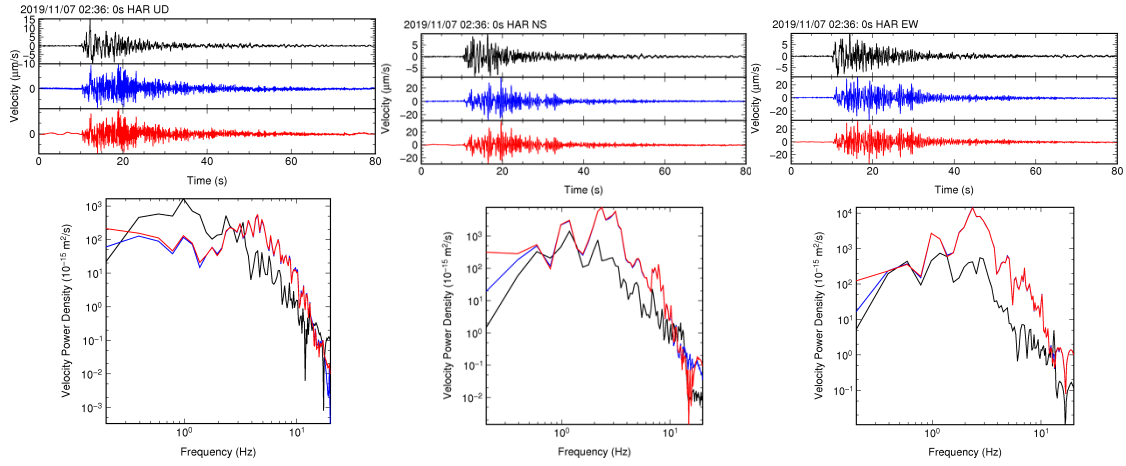 2019/11/07 02:36: 0s HAR UD
15
10
5
0
−5
−10
0
0
Velocity (μm/s)
0 20 40 60 80
Time (s)
2019/11/07 02:36: 0s HAR NS
5
0
−5
20
0
−20
20
0
−20
Velocity (μm/s)
0 20 40 60 80
Time (s)
2019/11/07 02:36: 0s HAR EW
5
0
−5
20
0
−20
20
0
−20
Velocity (μm/s)
0 20 40 60 80
Time (s)
10³
10²
10¹
10⁰
10⁻¹
10⁻²
10⁻³
Velocity Power Density (10⁻¹⁵ m²/s)
10⁰ 10¹
Frequency (Hz)
10³
10²
10¹
10⁰
10⁻¹
10⁻²
Velocity Power Density (10⁻¹⁵ m²/s)
10⁰ 10¹
Frequency (Hz)
10⁴
10³
10²
10¹
10⁰
10⁻¹
Velocity Power Density (10⁻¹⁵ m²/s)
10⁰ 10¹
Frequency (Hz)